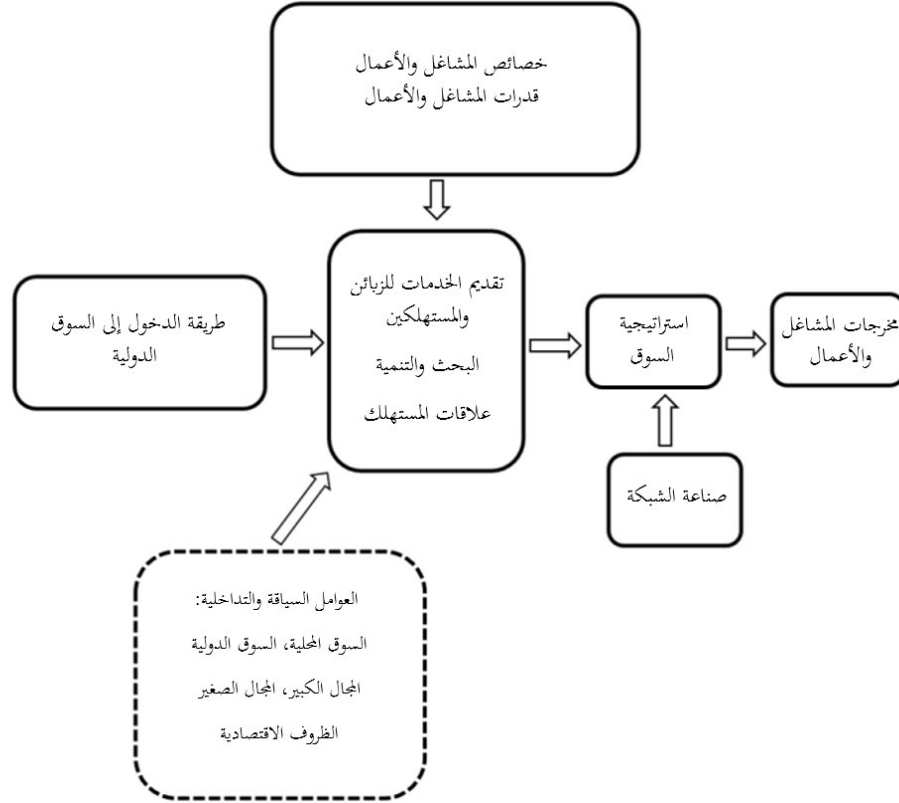 خصائص المشاغل والأعمال
قدرات المشاغل والأعمال
طريقة الدخول إلى السوق
الدولية
تقديم الخدمات للزبائن
والمستهلكين
البحث والتنمية
علاقات المستهلك
استراتيجية
السوق
مخرجات المشاغل
والأعمال
صناعة الشبكة
العوامل السياقة والتداخلية:
السوق المحلية، السوق الدولية
المجال الكبير، المجال الصغير
الظروف الاقتصادية